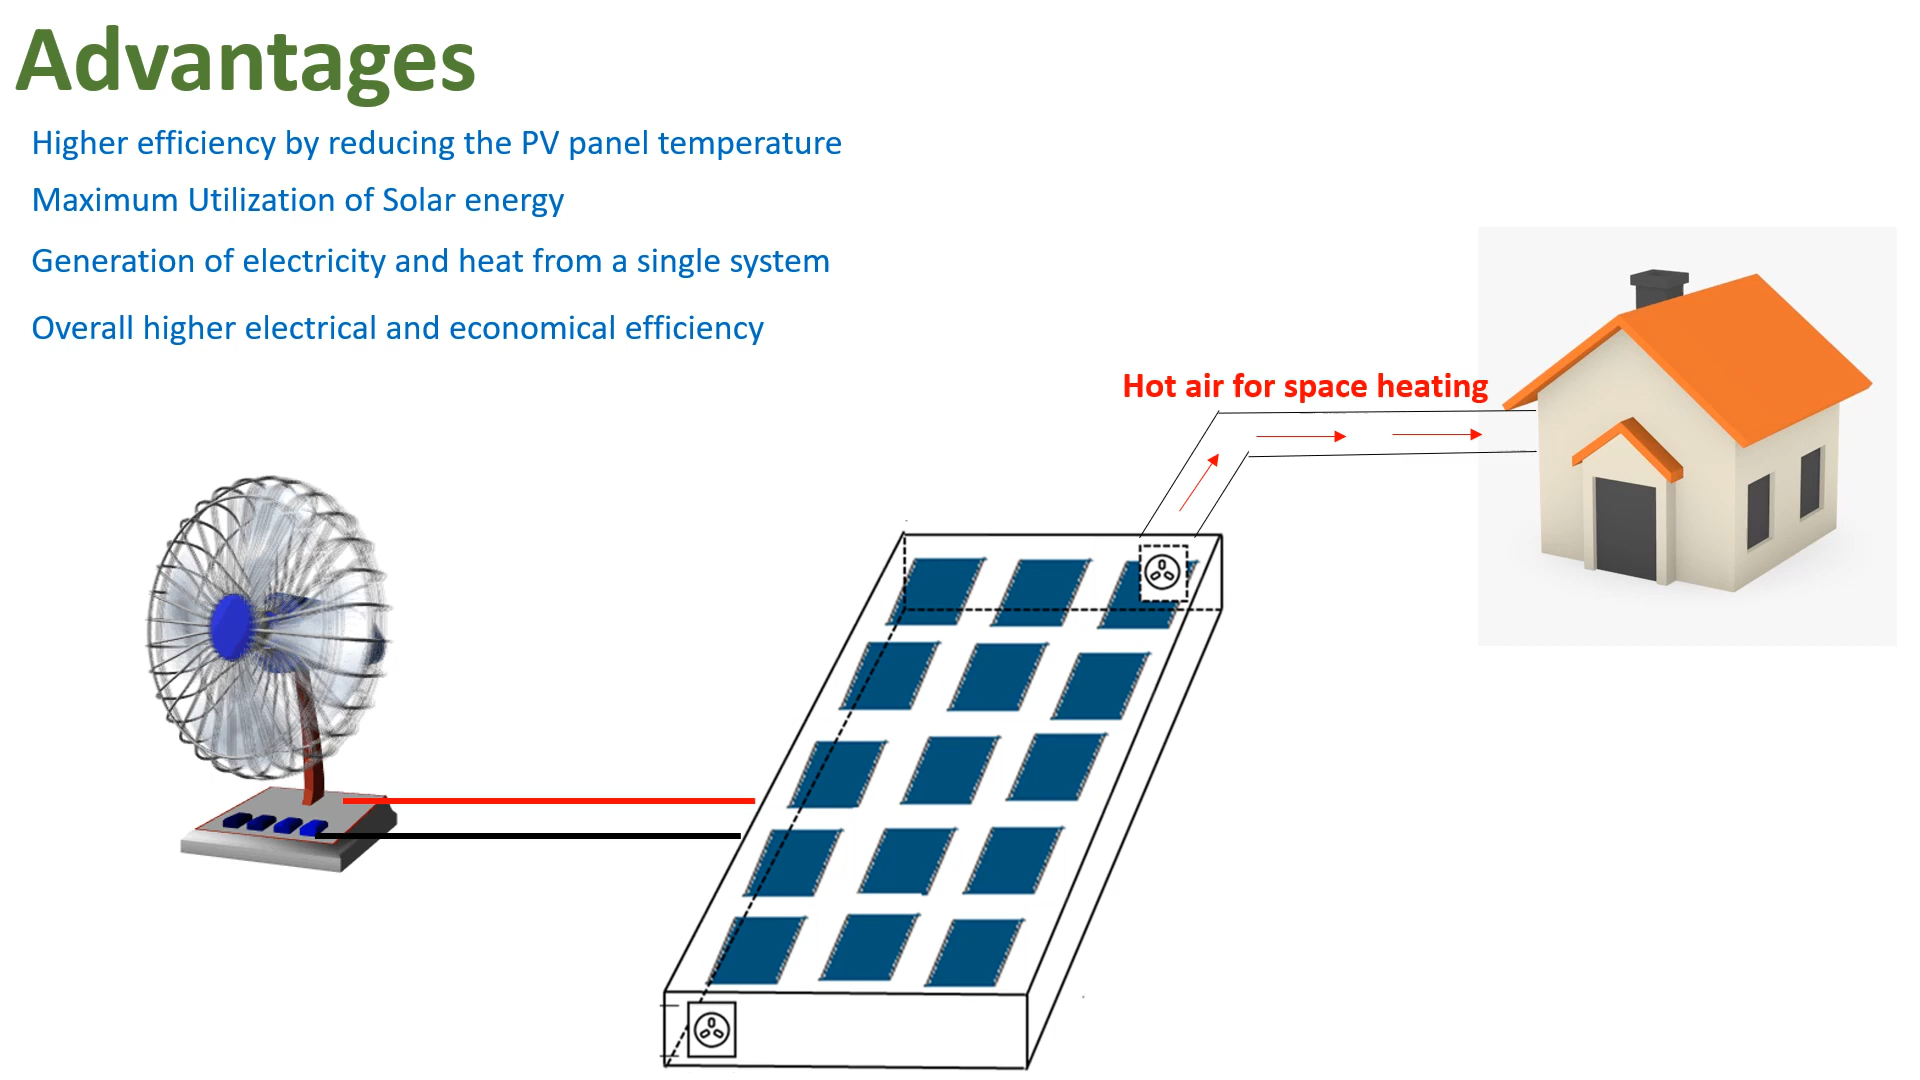 Advantages
Higher efficiency by reducing the PV panel temperature
Maximum Utilization of Solar energy
Generation of electricity and heat from a single system
Overall higher electrical and economical efficiency
Hot air for space heating